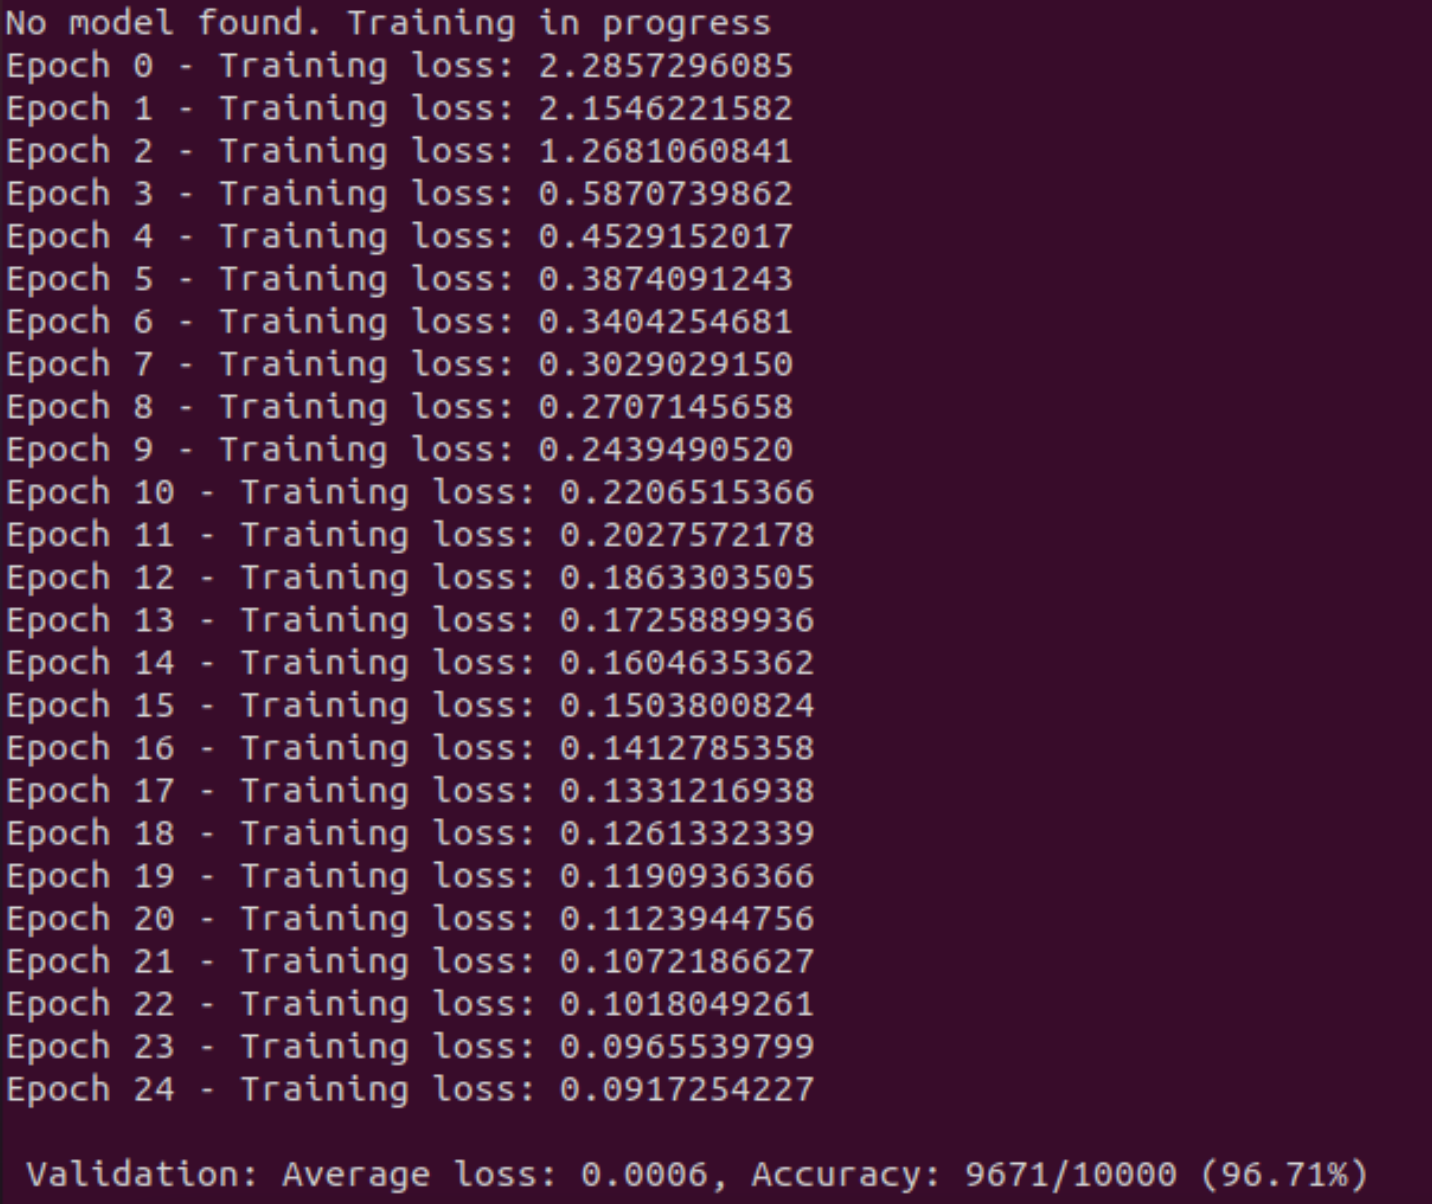 No model found. Training in progress
Epoch 0 - Training loss: 2.2857296085
Epoch 1 - Training loss: 2.1546221582
Epoch 2 - Training loss: 1.2681060841
Epoch 3 - Training loss: 0.5870739862
Epoch 4 - Training loss: 0.4529152017
Epoch 5 - Training loss: 0.3874091243
Epoch 6 - Training loss: 0.3404254681
Epoch 7 - Training loss: 0.3029029150
Epoch 8 - Training loss: 0.2707145658
Epoch 9 - Training loss: 0.2439490520
Epoch 10 - Training loss: 0.2206515366
Epoch 11 - Training loss: 0.2027572178
Epoch 12 - Training loss: 0.1863303505
Epoch 13 - Training loss: 0.1725889936
Epoch 14 - Training loss: 0.1604635362
Epoch 15 - Training loss: 0.1503800824
Epoch 16 - Training loss: 0.1412785358
Epoch 17 - Training loss: 0.1331216938
Epoch 18 - Training loss: 0.1261332339
Epoch 19 - Training loss: 0.1190936366
Epoch 20 - Training loss: 0.1123944756
Epoch 21 - Training loss: 0.1072186627
Epoch 22 - Training loss: 0.1018049261
Epoch 23 - Training loss: 0.0965539799
Epoch 24 - Training loss: 0.0917254227
Validation: Average loss: 0.0006, Accuracy: 9671/10000 (96.71%)